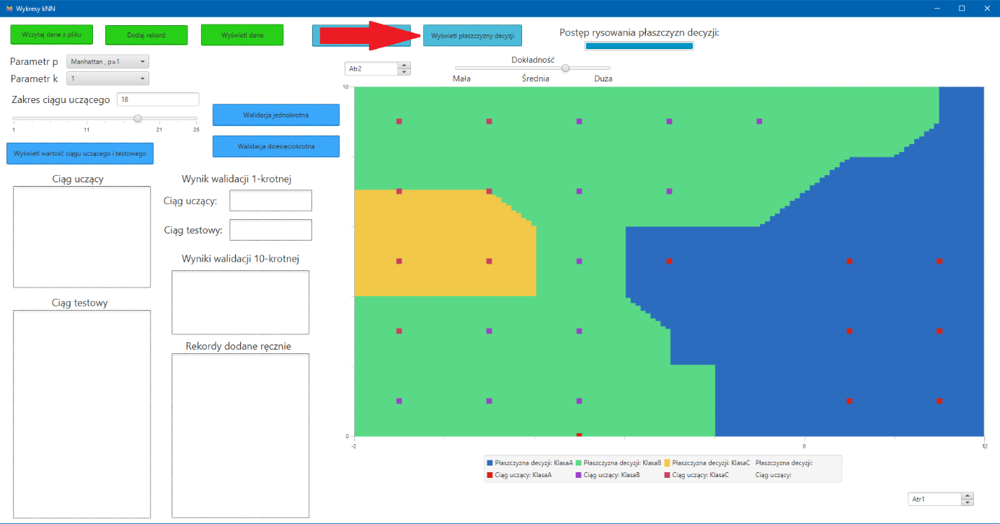 Wykresy kNN
Wczytaj dane z pliku
Dodaj rekord
Wyświetl dane
Wyświetl płaszczyzny decyzji
Postęp rysowania płaszczyzn decyzji:
Parametr p
Manhattan , p=1
Parametr k
1
Atr2
Dokładność
Mała Średnia Duża
Zakres ciągu uczącego
18
1 11 21 26
Walidacja jednokrotna
Walidacja dziesięciokrotna
Wyświetl wartość ciągu uczącego i testowego
Ciąg uczący
Wynik walidacji 1-krotnej
Ciąg uczący:
Ciąg testowy:
Wyniki walidacji 10-krotnej
Ciąg testowy
Rekordy dodane ręcznie
10
0
-2 8 12
Płaszczyzna decyzji: KlasaA Płaszczyzna decyzji: KlasaB Płaszczyzna decyzji: KlasaC Płaszczyzna decyzji:
Ciąg uczący: KlasaA Ciąg uczący: KlasaB Ciąg uczący: KlasaC Ciąg uczący:
Atr1